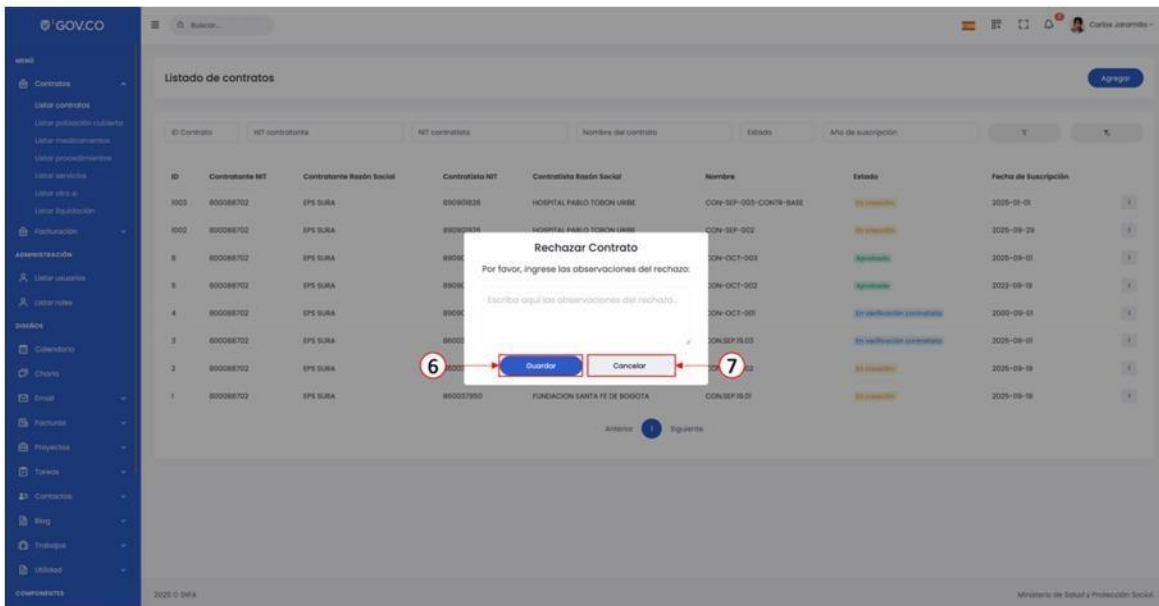 GOV.CO
Buscar...
Carlos Jaramillo
MENÚ
Contratos
Listar contratos
Listar población cubierta
Listar medicamentos
Listar procedimientos
Listar servicios
Listar otro si
Listar liquidación
Facturación
ADMINISTRACIÓN
Listar usuarios
Listar roles
DISEÑOS
Calendario
Charla
Email
Facturas
Proyectos
Tareas
Contactos
Blog
Trabajos
Utilidad
COMPONENTES
Listado de contratos
Agregar
ID Contrato NIT contratante NIT contratista Nombre del contrato Estado Año de suscripción
ID Contratante NIT Contratante Razón Social Contratista NIT Contratista Razón Social Nombre Estado Fecha de Suscripción
1003 800088702 EPS SURA 890901826 HOSPITAL PABLO TOBON URIBE CON-SEP-003-CONTR-BASE En creación 2025-01-01
1002 800088702 EPS SURA 890901826 HOSPITAL PABLO TOBON URIBE CON-SEP-002 En creación 2025-09-29
6 800088702 EPS SURA CON-OCT-003 Aprobado 2025-09-01
5 800088702 EPS SURA CON-OCT-002 Aprobado 2022-09-19
4 800088702 EPS SURA CON-OCT-001 En verificación contratista 2000-09-01
3 800088702 EPS SURA CON.SEP.19.03 En verificación contratista 2025-09-01
2 800088702 EPS SURA En creación 2025-09-19
1 800088702 EPS SURA 860037950 FUNDACION SANTA FE DE BOGOTA CON.SEP.19.01 En creación 2025-09-19
Rechazar Contrato
Por favor, ingrese las observaciones del rechazo:
Escriba aquí las observaciones del rechazo...
6 Guardar Cancelar 7
Anterior 1 Siguiente
2025 © SIIFA
Ministerio de Salud y Protección Social